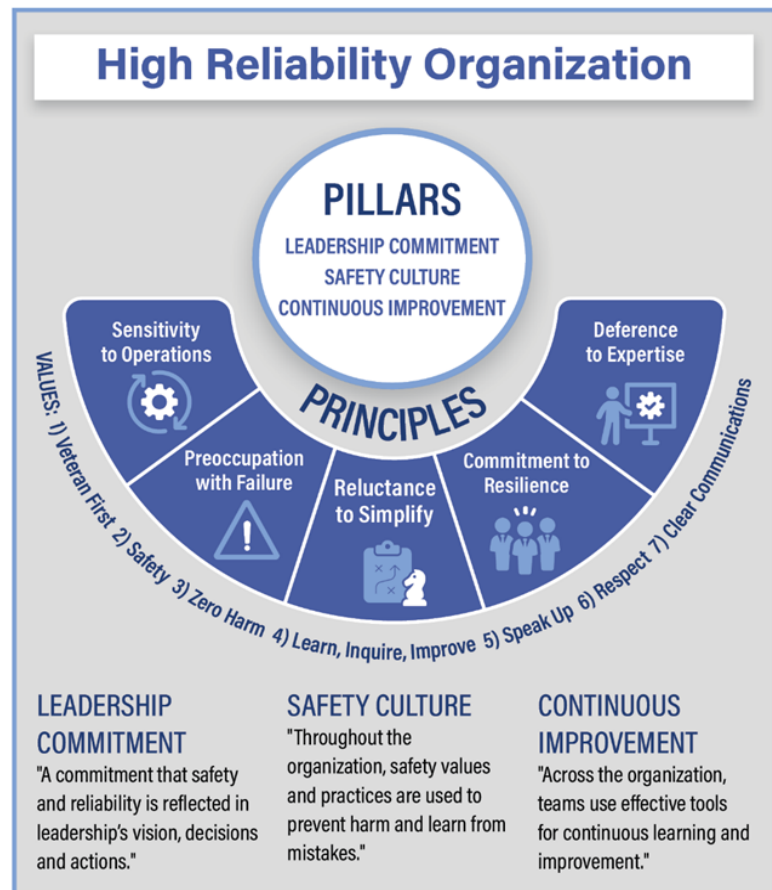 High Reliability Organization
PILLARS
LEADERSHIP COMMITMENT
SAFETY CULTURE
CONTINUOUS IMPROVEMENT
PRINCIPLES
Sensitivity
to Operations
Preoccupation
with Failure
Reluctance
to Simplify
Commitment to
Resilience
Deference
to Expertise
VALUES: 1) Veteran First 2) Safety 3) Zero Harm 4) Learn, Inquire, Improve 5) Speak Up 6) Respect 7) Clear Communications
LEADERSHIP
COMMITMENT
"A commitment that safety
and reliability is reflected in
leadership's vision, decisions
and actions."
SAFETY CULTURE
"Throughout the
organization, safety values
and practices are used to
prevent harm and learn from
mistakes."
CONTINUOUS
IMPROVEMENT
"Across the organization,
teams use effective tools
for continuous learning and
improvement."